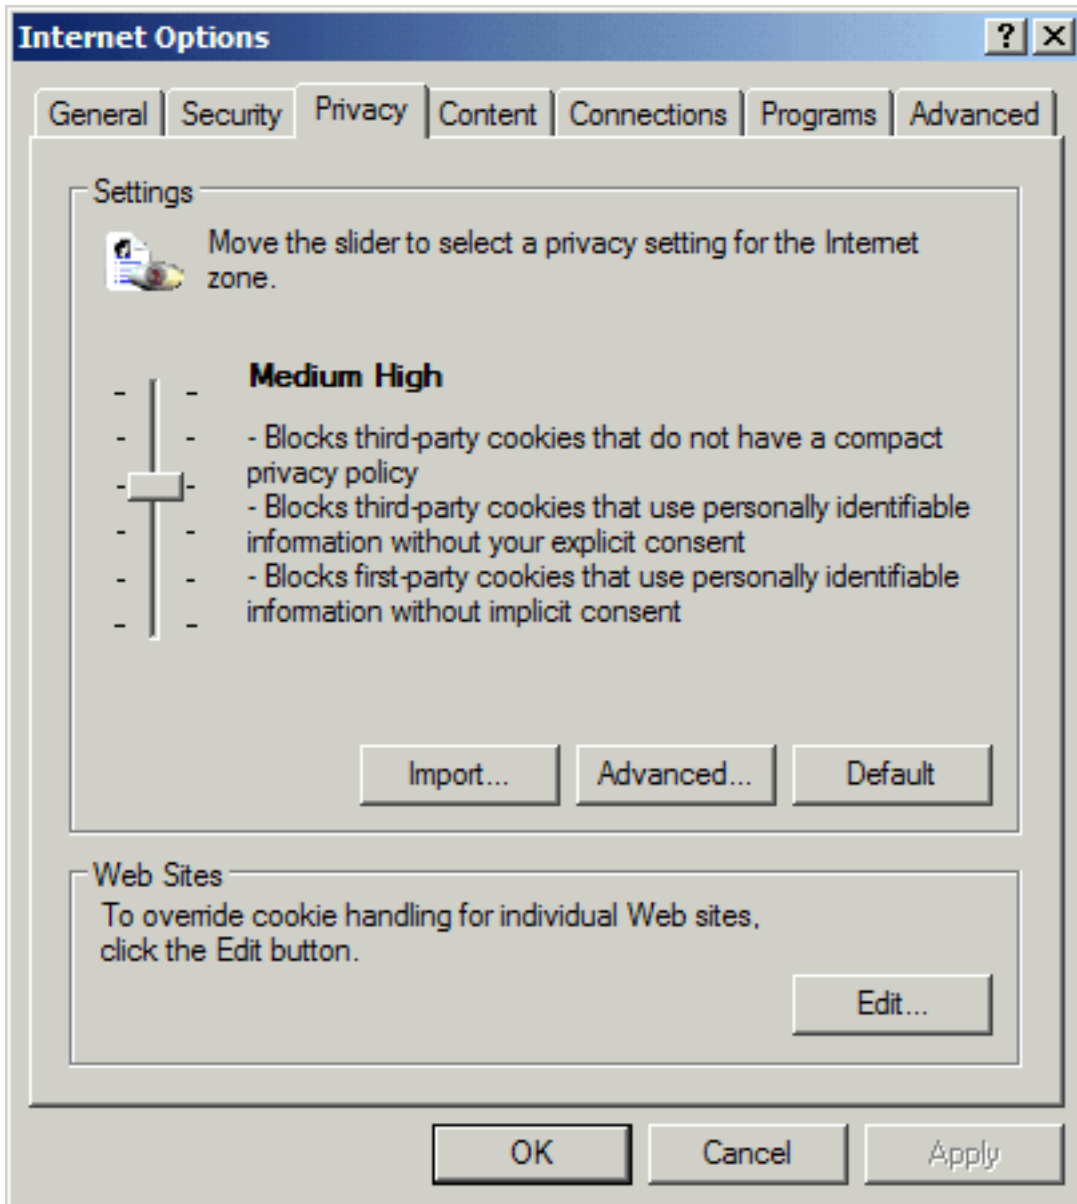 Internet Options
General Security Privacy Content Connections Programs Advanced
Settings
Move the slider to select a privacy setting for the Internet
zone.
Medium High
- Blocks third-party cookies that do not have a compact
privacy policy
- Blocks third-party cookies that use personally identifiable
information without your explicit consent
- Blocks first-party cookies that use personally identifiable
information without implicit consent
Import... Advanced... Default
Web Sites
To override cookie handling for individual Web sites,
click the Edit button.
Edit...
OK Cancel Apply